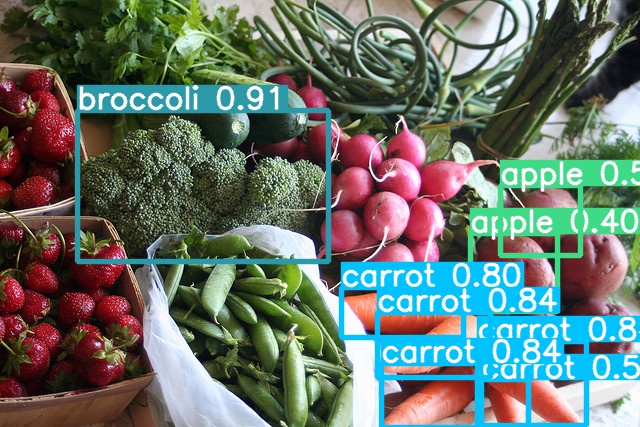 broccoli 0.91
apple 0.5
apple 0.40
carrot 0.80
carrot 0.84
carrot 0.8
carrot 0.84
carrot 0.5